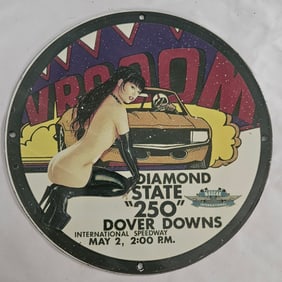 VROOOM
DIAMOND
STATE
"250"
DOVER DOWNS
INTERNATIONAL SPEEDWAY
MAY 2, 2:00 P.M.